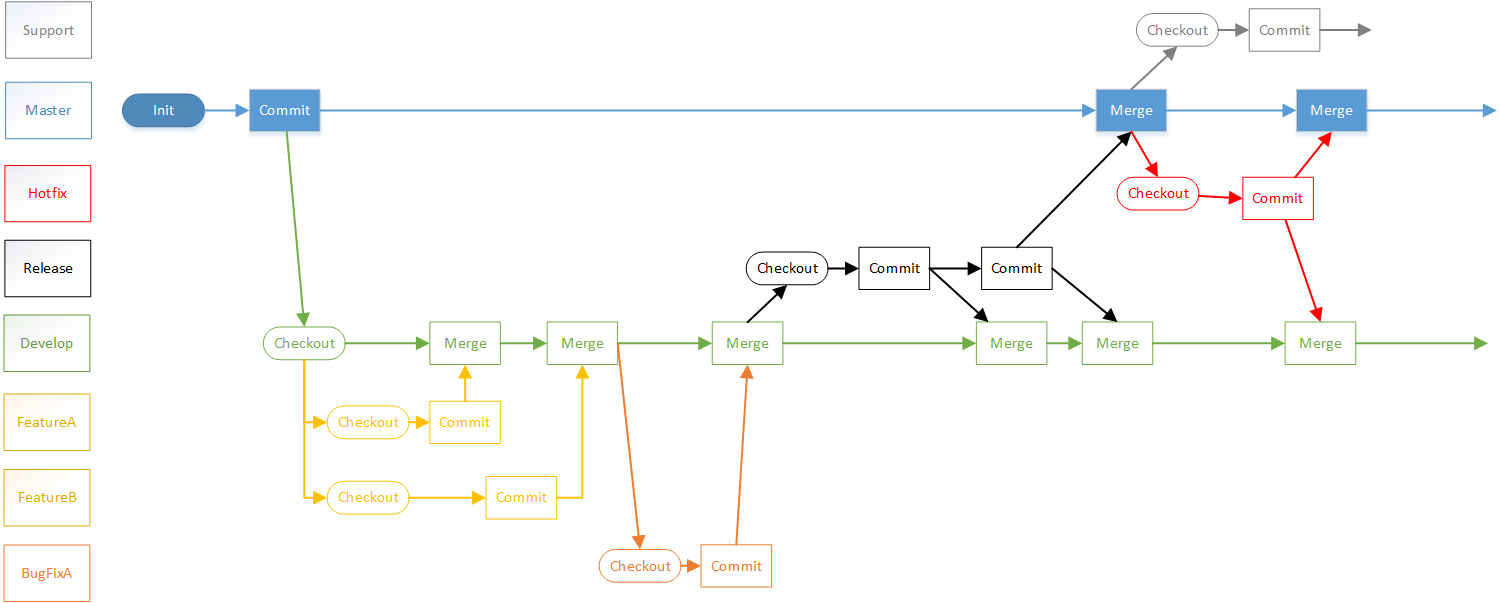 Support
Checkout
Commit
Master
Init
Commit
Merge
Merge
Hotfix
Checkout
Commit
Release
Checkout
Commit
Commit
Develop
Checkout
Merge
Merge
Merge
Merge
Merge
Merge
FeatureA
Checkout
Commit
FeatureB
Checkout
Commit
BugFixA
Checkout
Commit